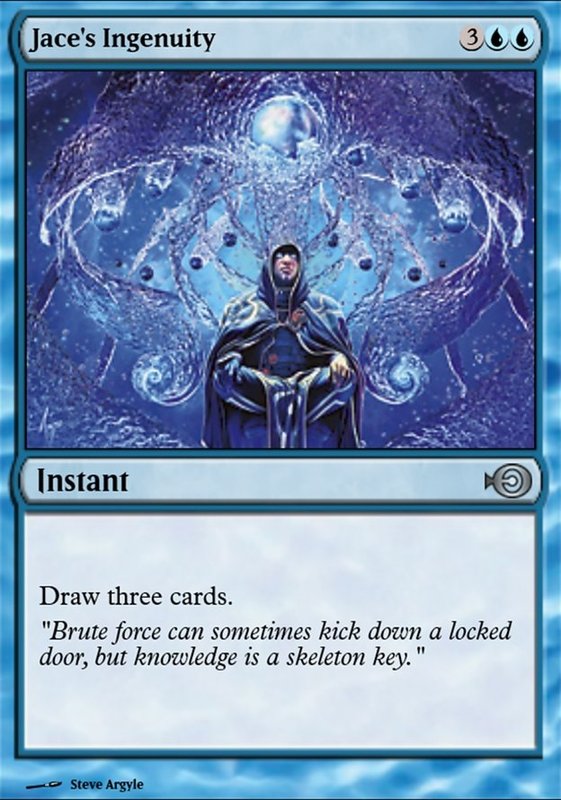 Jace's Ingenuity
3
Instant
Draw three cards.
"Brute force can sometimes kick down a locked
door, but knowledge is a skeleton key."
Steve Argyle